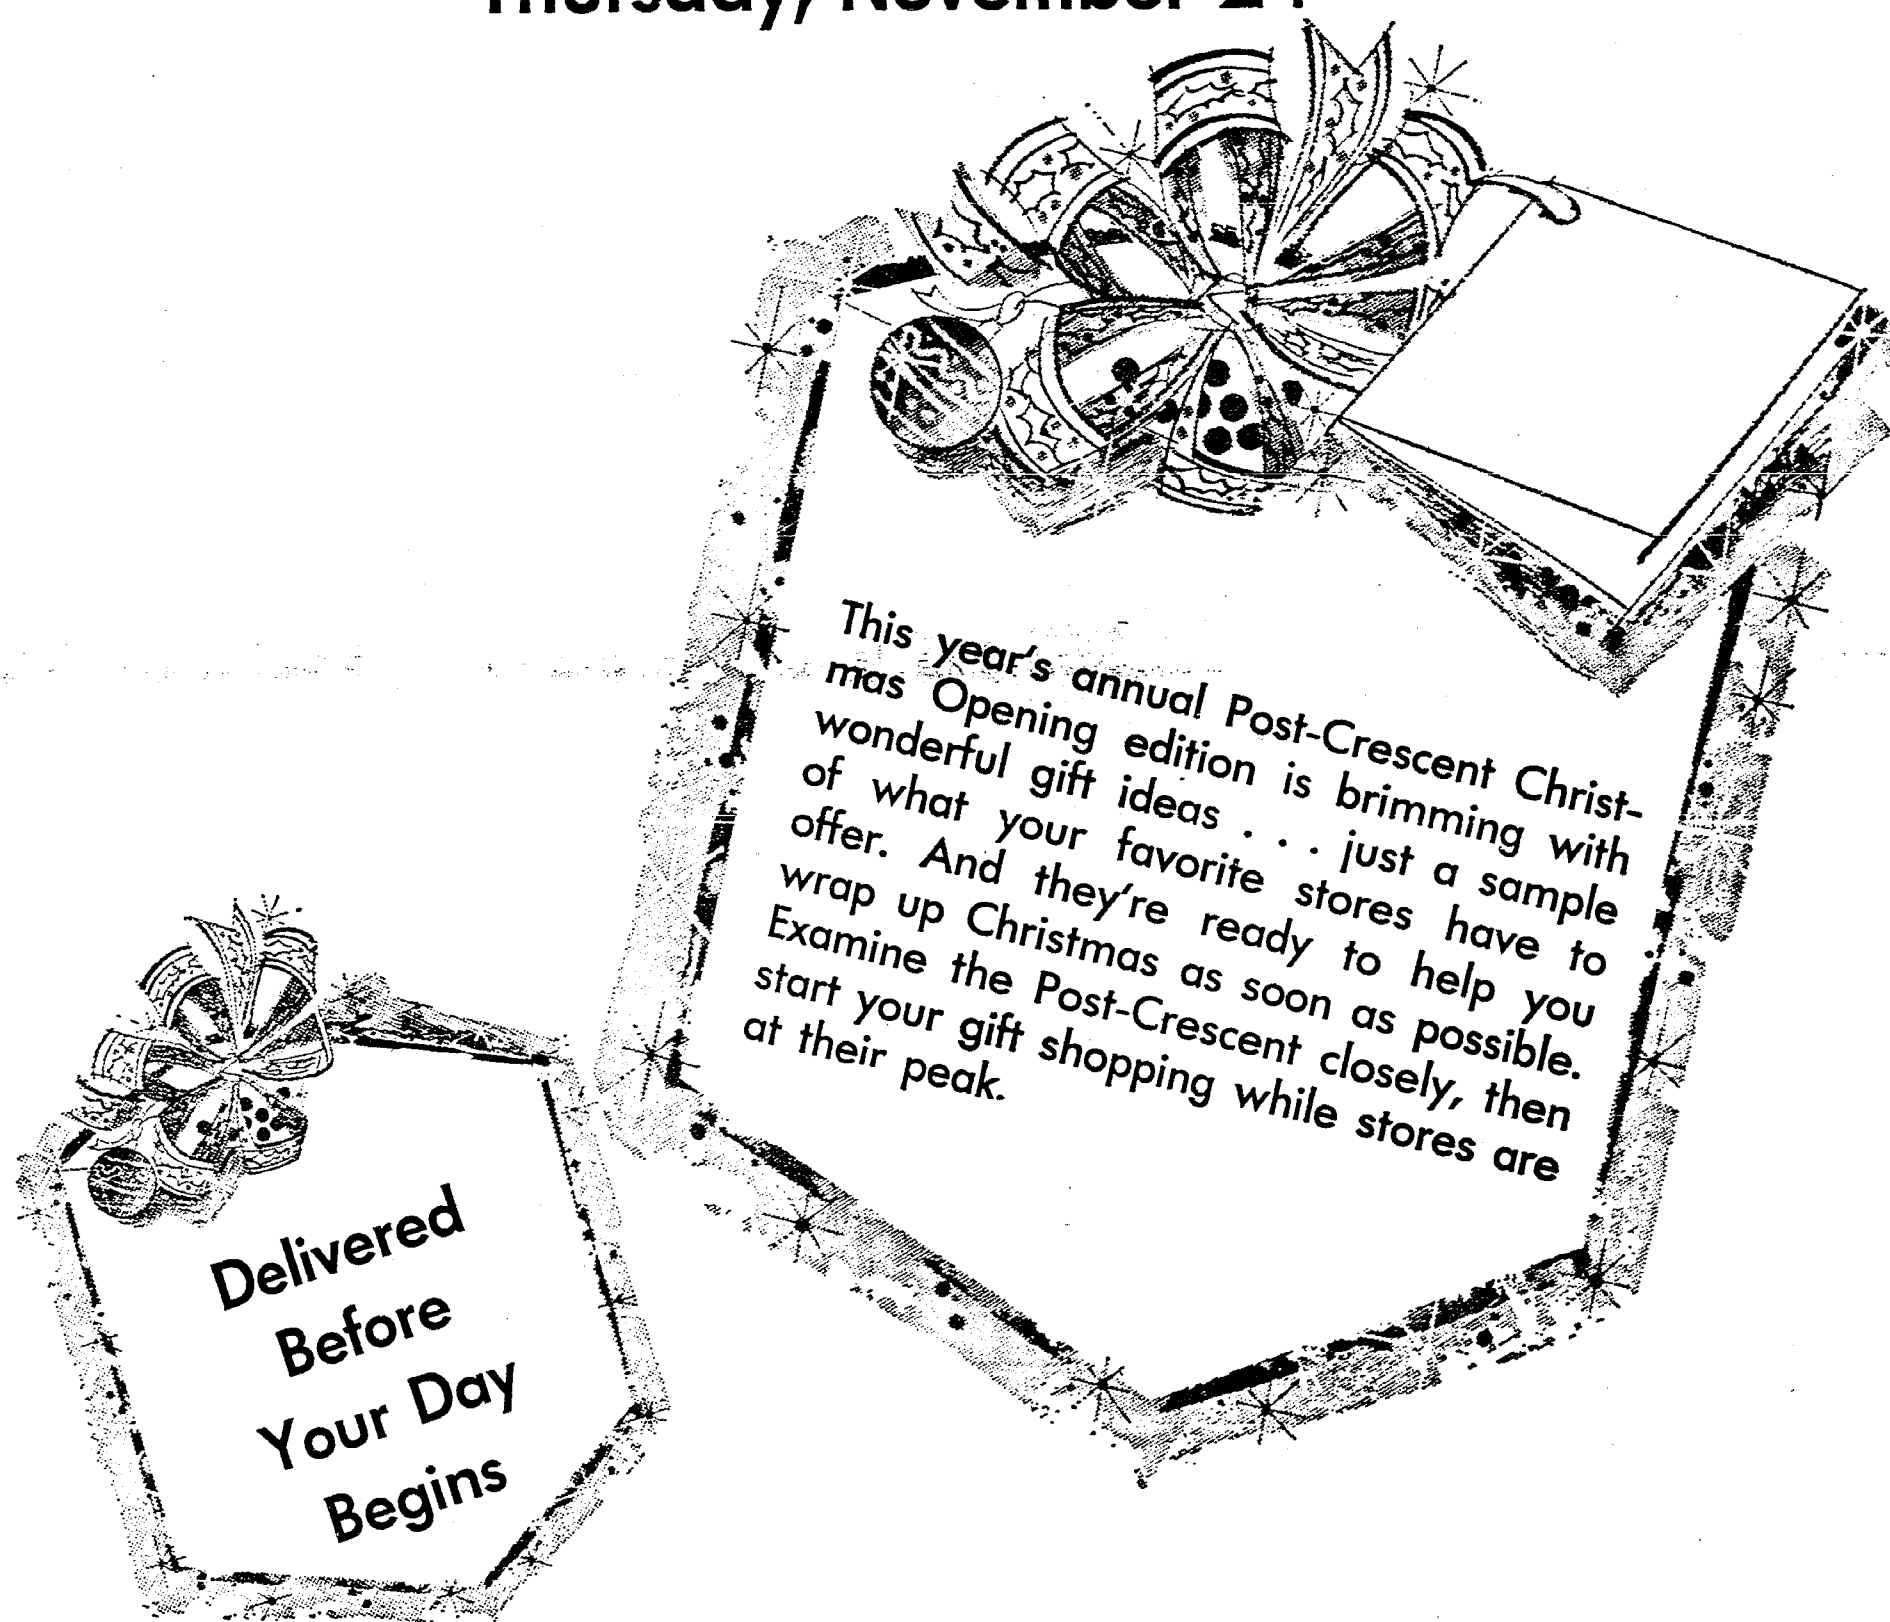 Thursday, November
This year's annual Post-Crescent Christ-
mas Opening edition is brimming with
wonderful gift ideas . . . just a sample
of what your favorite stores have to
offer. And they're ready to help you
wrap up Christmas as soon as possible.
Examine the Post-Crescent closely, then
start your gift shopping while stores are
at their peak.
Delivered
Before
Your Day
Begins